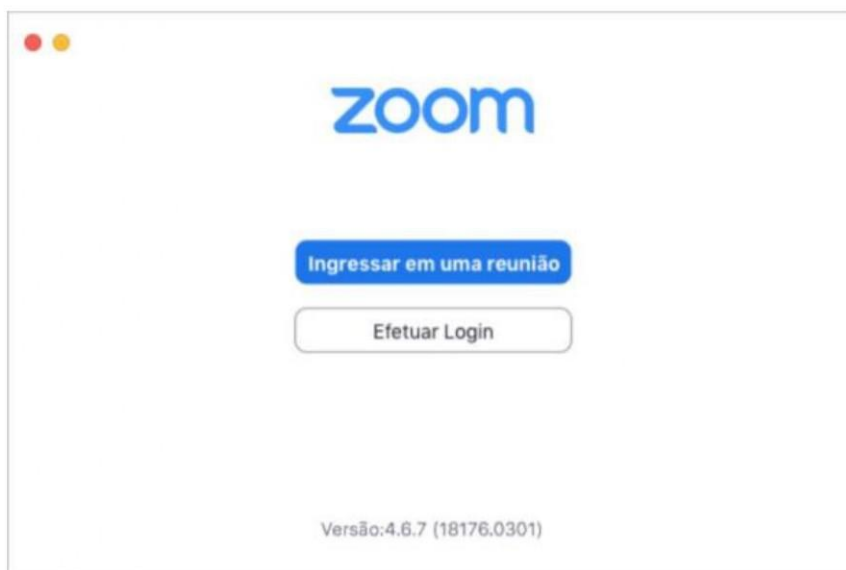 zoom
Ingressar em uma reunião
Efetuar Login
Versão:4.6.7 (18176.0301)